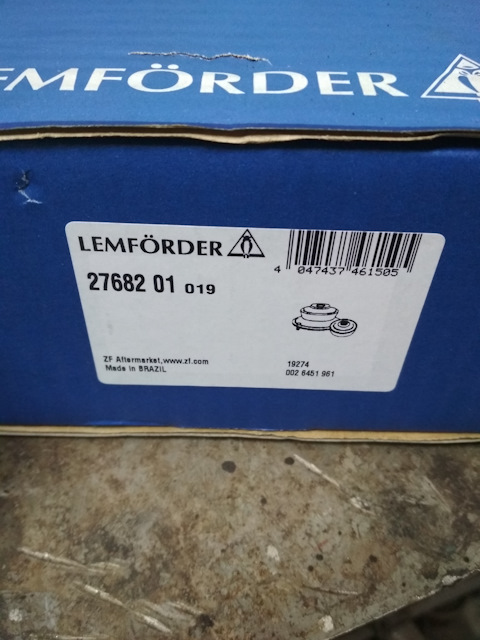 EMFÖRDER
LEMFÖRDER
4 047437 461505
27682 01 019
ZF Aftermarket,www.zf.com
Made in BRAZIL
19274
002 6451 961